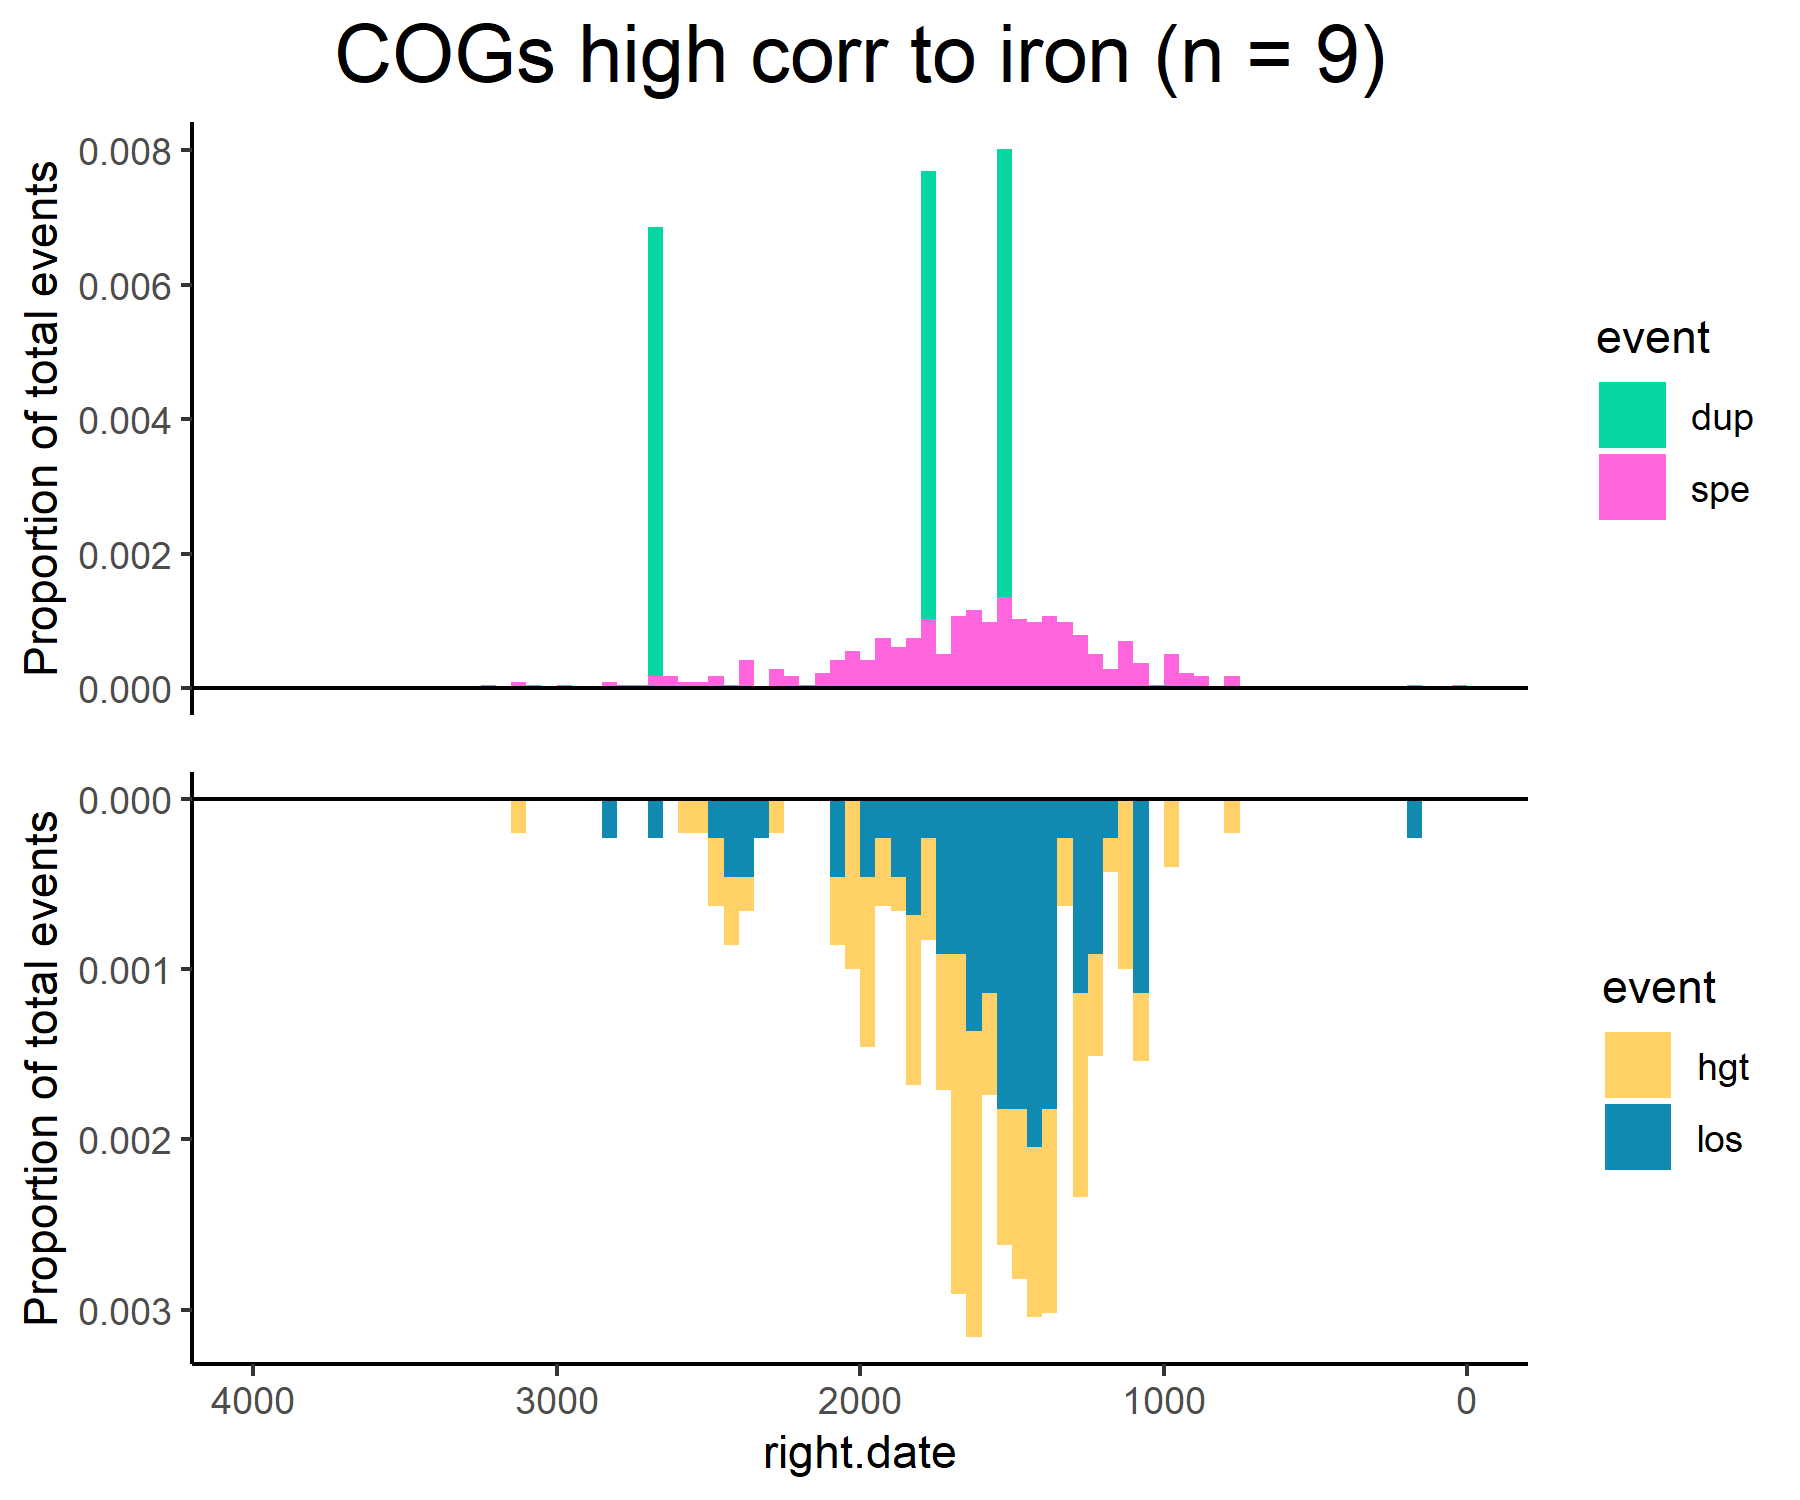 COGs high corr to iron (n = 9)
Proportion of total events
0.008
0.006
0.004
0.002
0.000
event
dup
spe
Proportion of total events
0.000
0.001
0.002
0.003
event
hgt
los
4000 3000 2000 1000 0
right.date